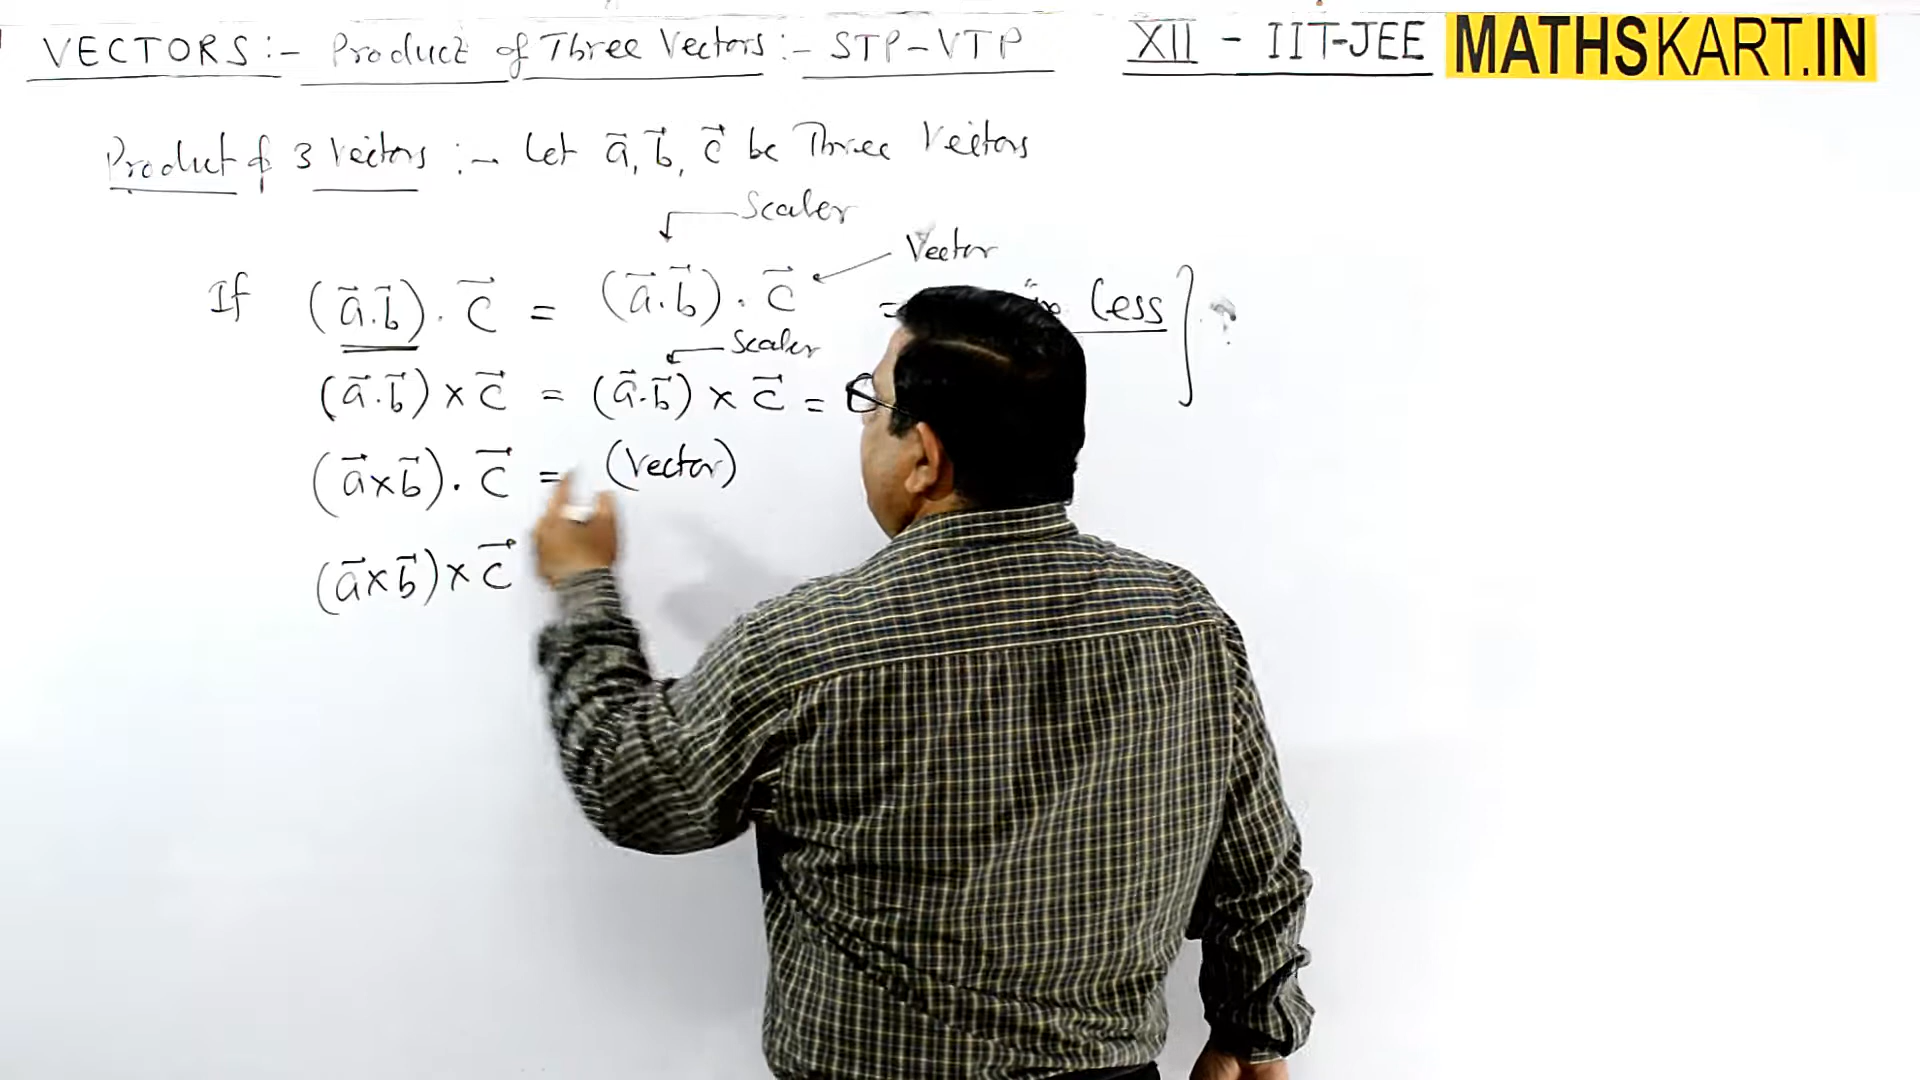 VECTORS :- Product of Three Vectors :- STP-VTP XII - IIT-JEE MATHSKART.IN
Product of 3 Vectors :- Let a⃗, b⃗, c⃗ be Three Vectors
Scaler
Vector
If (a⃗.b⃗).c⃗ = (a⃗.b⃗).c⃗ = less } ?
Scaler
(a⃗.b⃗)×c⃗ = (a⃗.b⃗)×c⃗ =
(a⃗×b⃗).c⃗ = (Vector)
(a⃗×b⃗)×c⃗